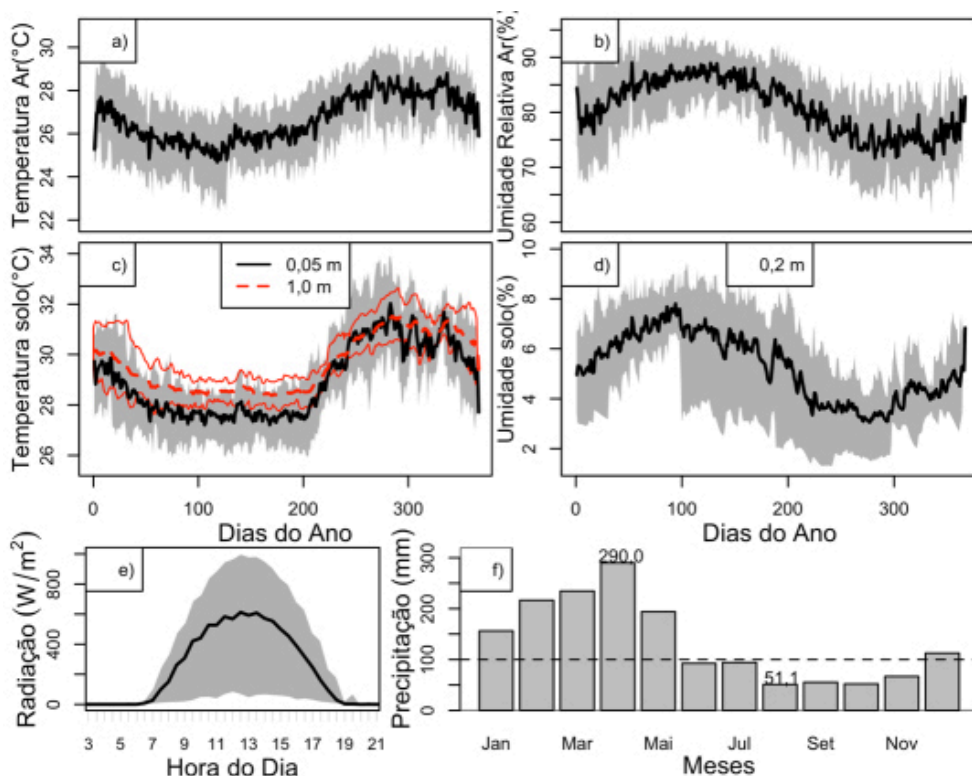 a)
Temperatura Ar(°C)
22 24 26 28 30
b)
Umidade Relativa Ar(%)
60 70 80 90
c)
0,05 m
1,0 m
Temperatura solo(°C)
26 28 30 32 34
0 100 200 300
Dias do Ano
d)
0,2 m
Umidade solo(%)
2 4 6 8 10
0 100 200 300
Dias do Ano
e)
Radiação (W/m²)
0 400 800
3 5 7 9 11 13 15 17 19 21
Hora do Dia
f)
290,0
51,1
Precipitação (mm)
0 100 200 300
Jan Mar Mai Jul Set Nov
Meses